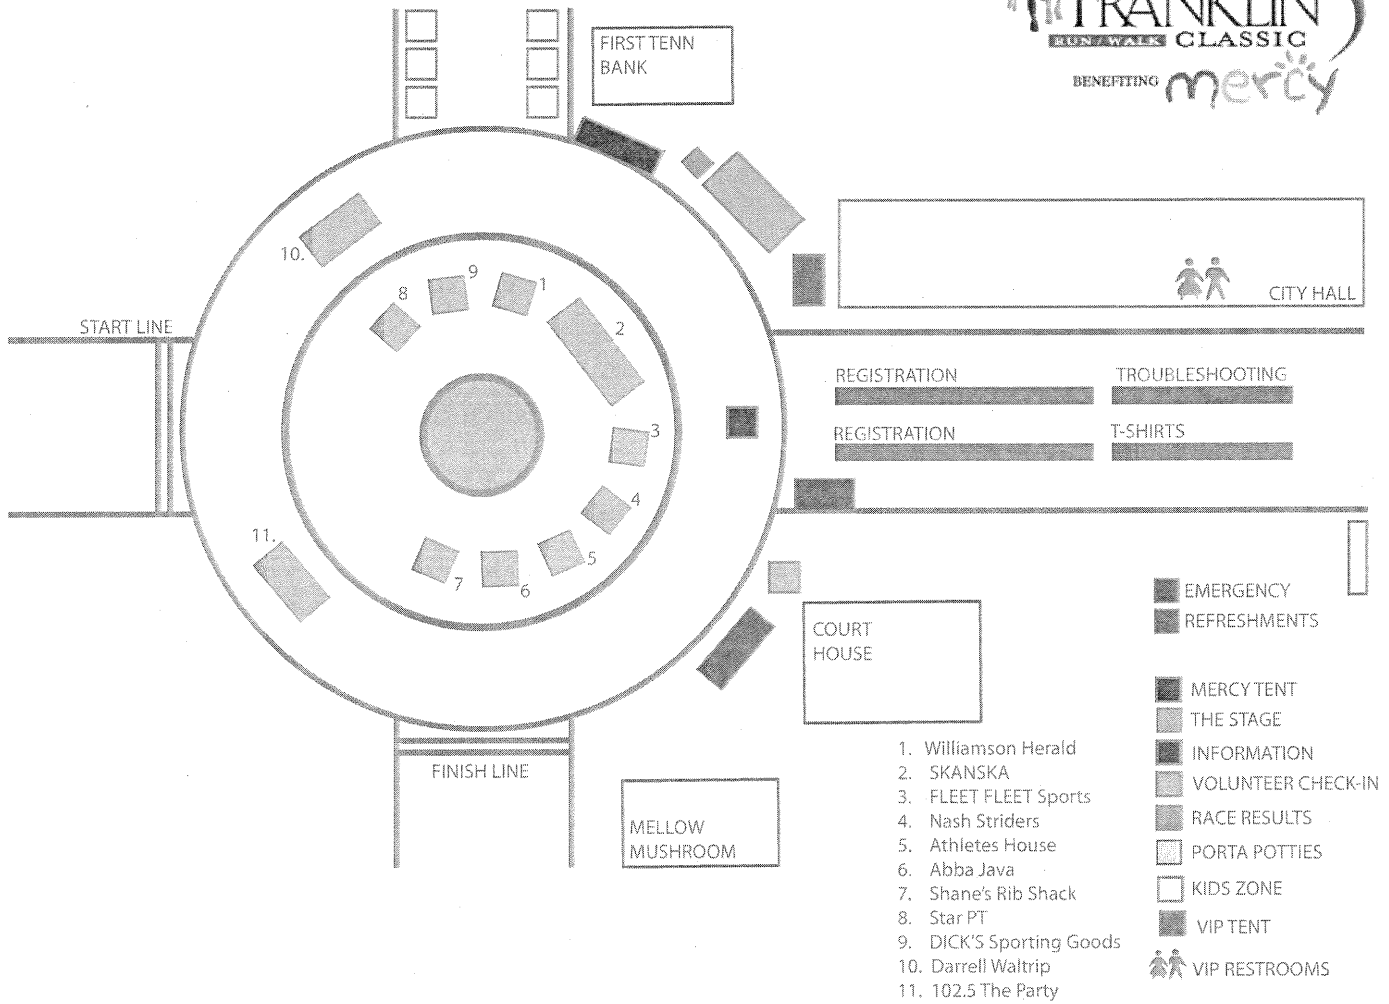 FRANKLIN
RUN/WALK CLASSIC
BENEFITING mercy
FIRST TENN
BANK
10.
9
1
8
2
START LINE
CITY HALL
REGISTRATION
TROUBLESHOOTING
REGISTRATION
T-SHIRTS
3
4
11.
5
7
6
COURT
HOUSE
FINISH LINE
MELLOW
MUSHROOM
EMERGENCY
REFRESHMENTS
MERCY TENT
THE STAGE
INFORMATION
VOLUNTEER CHECK-IN
RACE RESULTS
PORTA POTTIES
KIDS ZONE
VIP TENT
VIP RESTROOMS
1. Williamson Herald
2. SKANSKA
3. FLEET FLEET Sports
4. Nash Striders
5. Athletes House
6. Abba Java
7. Shane's Rib Shack
8. Star PT
9. DICK'S Sporting Goods
10. Darrell Waltrip
11. 102.5 The Party